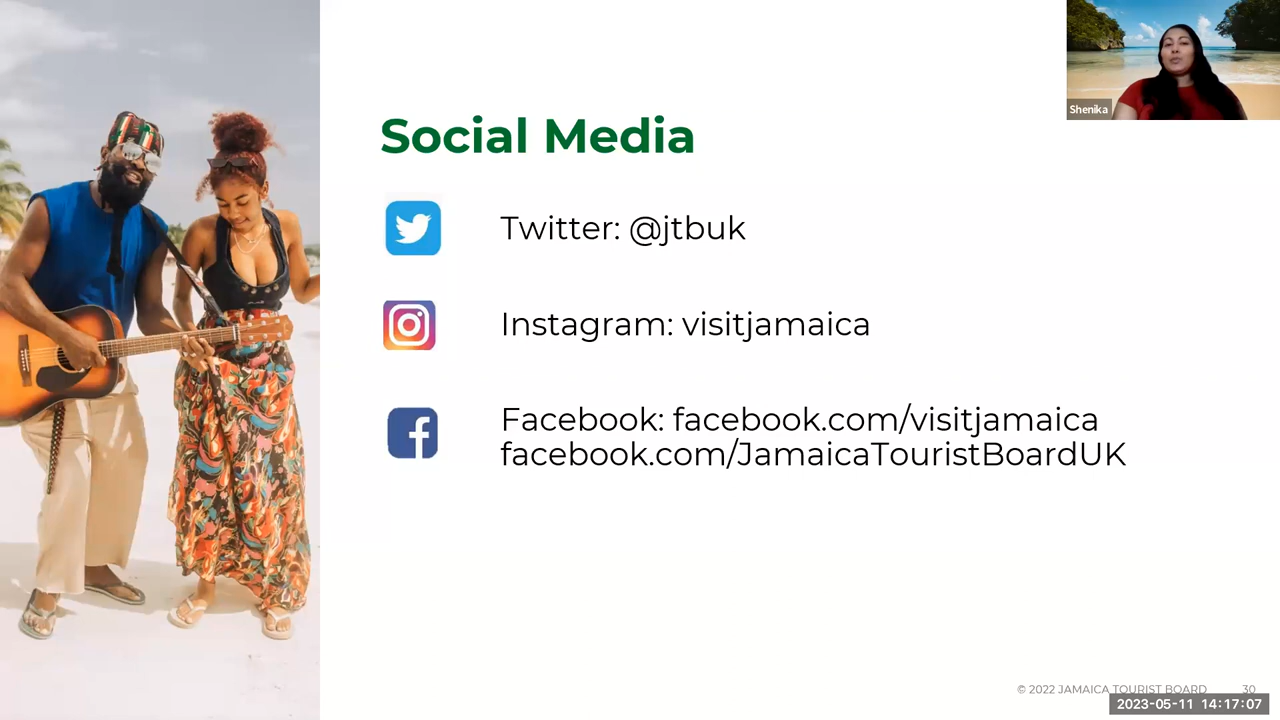 Shenika
Social Media
Twitter: @jtbuk
Instagram: visitjamaica
Facebook: facebook.com/visitjamaica
facebook.com/JamaicaTouristBoardUK
© 2022 JAMAICA TOURIST BOARD 30
2023-05-11 14:17:07